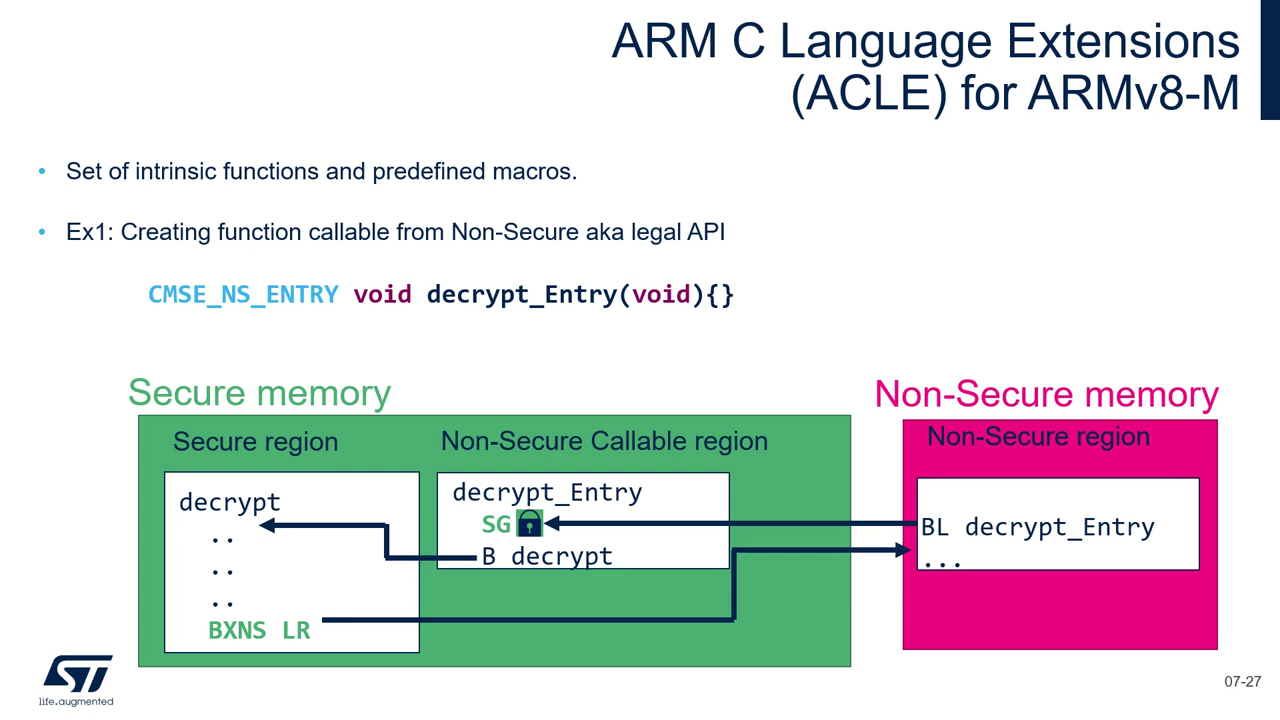 ARM C Language Extensions
(ACLE) for ARMv8-M
• Set of intrinsic functions and predefined macros.
• Ex1: Creating function callable from Non-Secure aka legal API
CMSE_NS_ENTRY void decrypt_Entry(void){}
Secure memory
Secure region
decrypt
..
..
..
BXNS LR
Non-Secure Callable region
decrypt_Entry
SG
B decrypt
Non-Secure memory
Non-Secure region
BL decrypt_Entry
...
ST
life.augmented
07-27